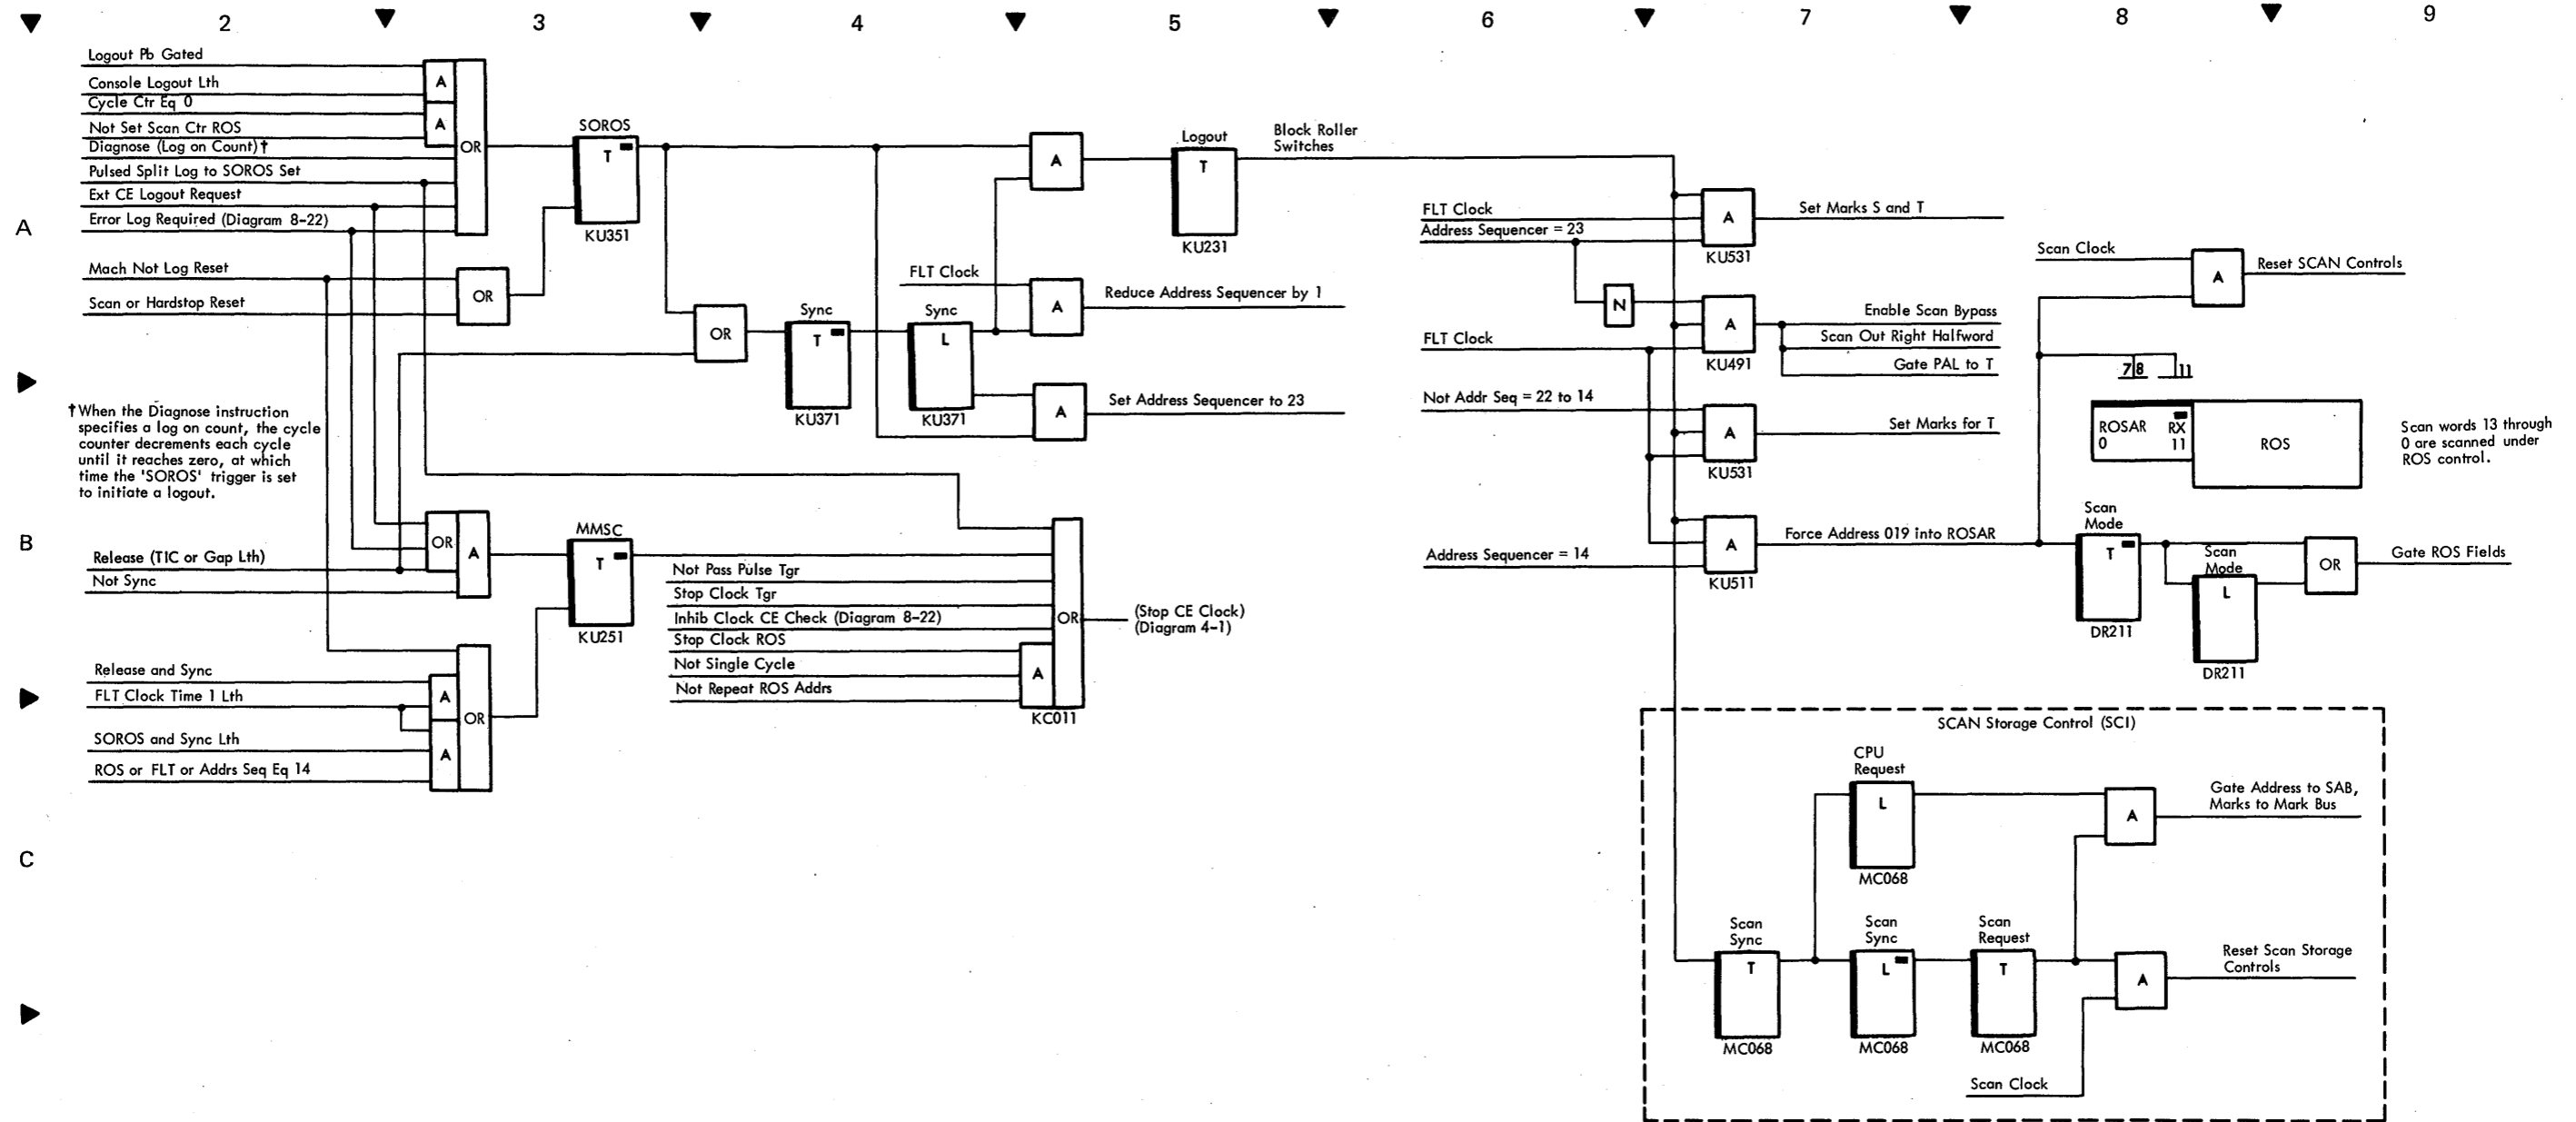 2 3 4 5 6 7 8 9
A
B
C
Logout Pb Gated
Console Logout Lth
Cycle Ctr Eq 0
Not Set Scan Ctr ROS
Diagnose (Log on Count)†
Pulsed Split Log to SOROS Set
Ext CE Logout Request
Error Log Required (Diagram 8-22)
A
A
OR
Mach Not Log Reset
Scan or Hardstop Reset
OR
SOROS
T
KU351
OR
Sync
T
KU371
Sync
L
KU371
FLT Clock
A
A
A
Reduce Address Sequencer by 1
Set Address Sequencer to 23
Logout
T
KU231
Block Roller
Switches
†When the Diagnose instruction
specifies a log on count, the cycle
counter decrements each cycle
until it reaches zero, at which
time the 'SOROS' trigger is set
to initiate a logout.
Release (TIC or Gap Lth)
Not Sync
OR
A
MMSC
T
KU251
Release and Sync
FLT Clock Time 1 Lth
SOROS and Sync Lth
ROS or FLT or Addrs Seq Eq 14
A
A
OR
Not Pass Pulse Tgr
Stop Clock Tgr
Inhib Clock CE Check (Diagram 8-22)
Stop Clock ROS
Not Single Cycle
Not Repeat ROS Addrs
A
OR
KC011
(Stop CE Clock)
(Diagram 4-1)
FLT Clock
Address Sequencer = 23
A
KU531
Set Marks S and T
N
FLT Clock
A
KU491
Enable Scan Bypass
Scan Out Right Halfword
Gate PAL to T
Not Addr Seq = 22 to 14
A
KU531
Set Marks for T
Address Sequencer = 14
A
KU511
Force Address 019 into ROSAR
Scan Clock
A
Reset SCAN Controls
7 8 11
ROSAR RX
0 11
ROS
Scan words 13 through
0 are scanned under
ROS control.
Scan
Mode
T
DR211
Scan
Mode
L
DR211
OR
Gate ROS Fields
SCAN Storage Control (SCI)
CPU
Request
L
MC068
A
Gate Address to SAB,
Marks to Mark Bus
Scan
Sync
T
MC068
Scan
Sync
L
MC068
Scan
Request
T
MC068
A
Reset Scan Storage
Controls
Scan Clock